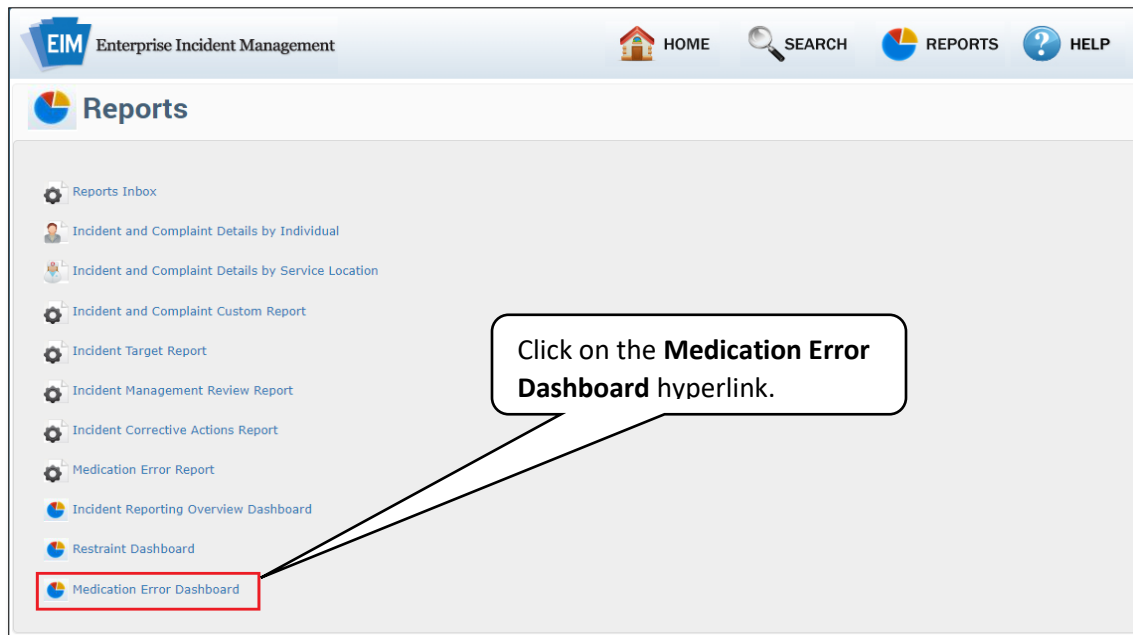 EIM Enterprise Incident Management HOME SEARCH REPORTS ? HELP
Reports
Reports Inbox
Incident and Complaint Details by Individual
Incident and Complaint Details by Service Location
Incident and Complaint Custom Report
Incident Target Report
Incident Management Review Report
Incident Corrective Actions Report
Medication Error Report
Incident Reporting Overview Dashboard
Restraint Dashboard
Medication Error Dashboard
Click on the Medication Error
Dashboard hyperlink.